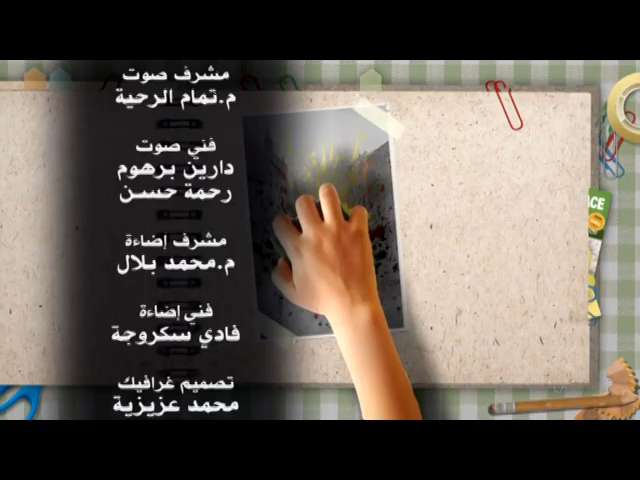 مشرف صوت
م.تمام الرحية
فني صوت
دارين برهوم
رحمة حسن
مشرف إضاءة
م.محمد بلال
فني إضاءة
فادي سكروجة
تصميم غرافيك
محمد عزيزية
ACE